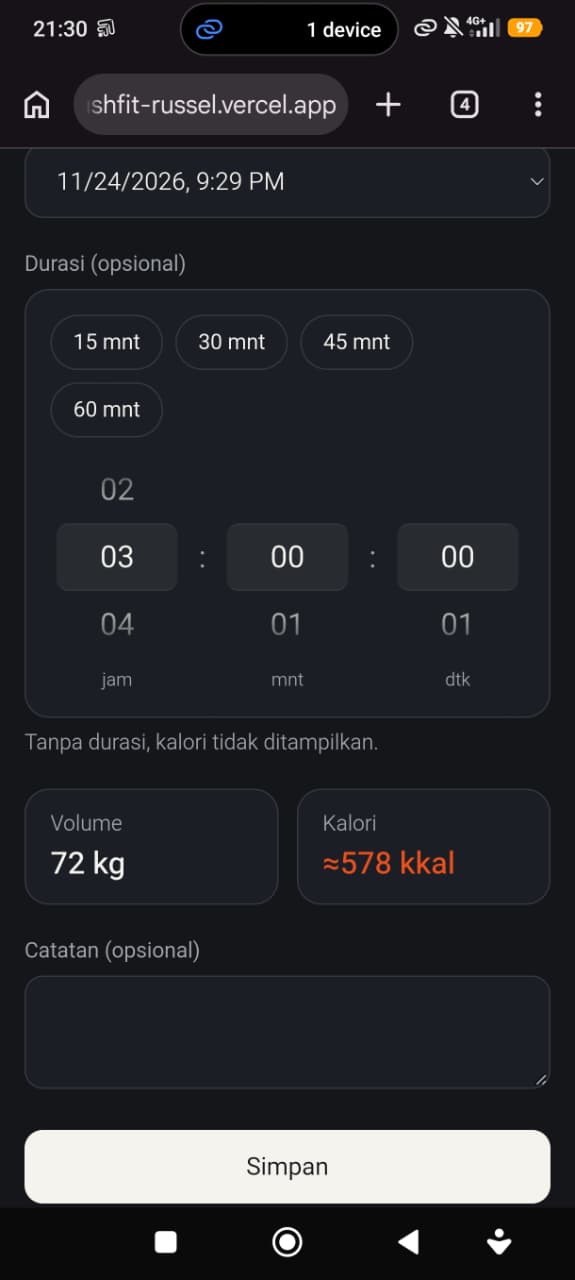 21:30
1 device
4G+
97
shfit-russel.vercel.app
4
11/24/2026, 9:29 PM
Durasi (opsional)
15 mnt
30 mnt
45 mnt
60 mnt
02
03 : 00 : 00
04 01 01
jam mnt dtk
Tanpa durasi, kalori tidak ditampilkan.
Volume
72 kg
Kalori
≈578 kkal
Catatan (opsional)
Simpan